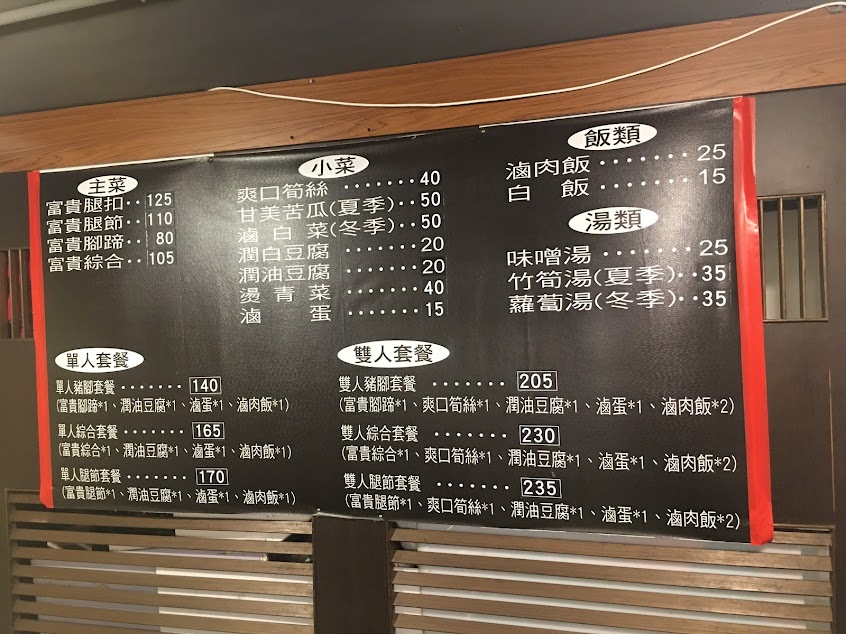 主菜
富貴腿扣··125
富貴腿節··110
富貴腳蹄··80
富貴綜合··105
小菜
爽口筍絲·······40
甘美苦瓜(夏季)··50
滷白菜(冬季)··50
潤白豆腐·······20
潤油豆腐·······20
燙青菜·······40
滷蛋·······15
飯類
滷肉飯·······25
白飯·······15
湯類
味噌湯·······25
竹筍湯(夏季)··35
蘿蔔湯(冬季)··35
單人套餐
單人豬腳套餐·······140
(富貴腳蹄*1、潤油豆腐*1、滷蛋*1、滷肉飯*1)
單人綜合套餐·······165
(富貴綜合*1、潤油豆腐*1、滷蛋*1、滷肉飯*1)
單人腿節套餐·······170
(富貴腿節*1、潤油豆腐*1、滷蛋*1、滷肉飯*1)
雙人套餐
雙人豬腳套餐·······205
(富貴腳蹄*1、爽口筍絲*1、潤油豆腐*1、滷蛋*1、滷肉飯*2)
雙人綜合套餐·······230
(富貴綜合*1、爽口筍絲*1、潤油豆腐*1、滷蛋*1、滷肉飯*2)
雙人腿節套餐·······235
(富貴腿節*1、爽口筍絲*1、潤油豆腐*1、滷蛋*1、滷肉飯*2)